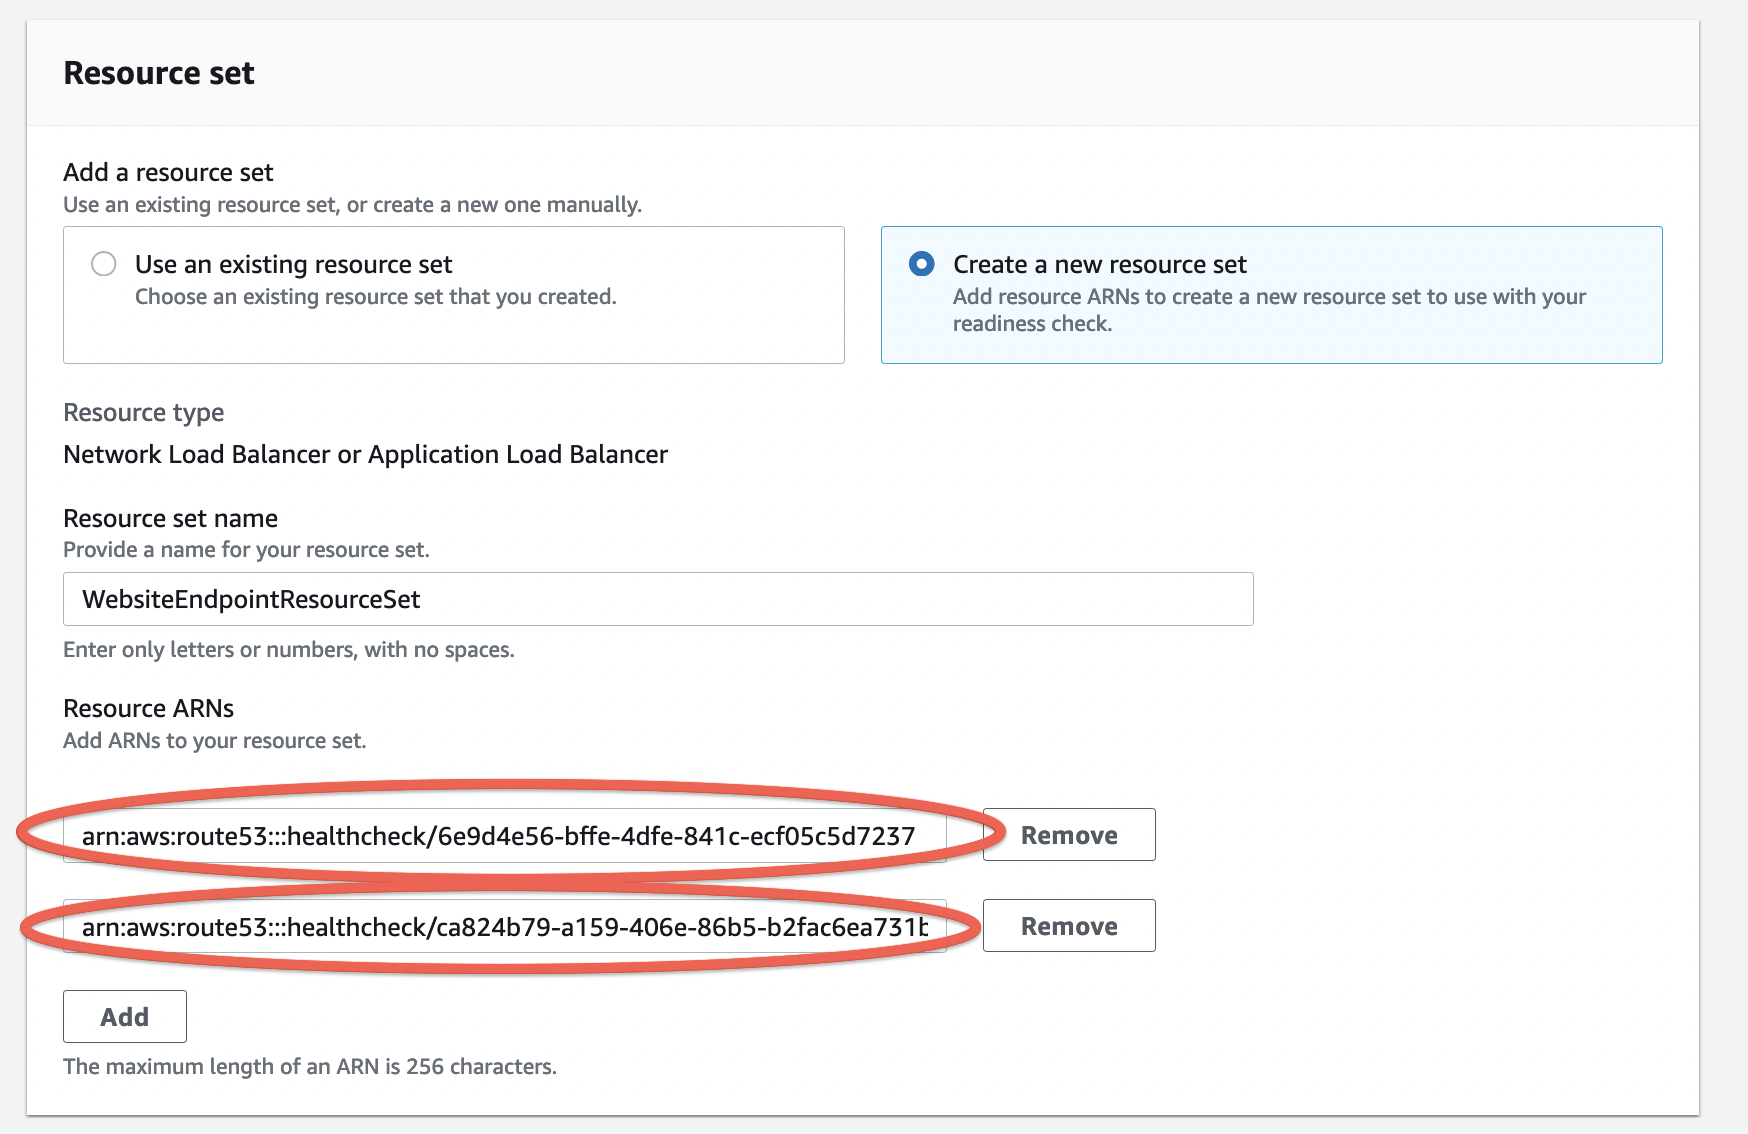 Resource set
Add a resource set
Use an existing resource set, or create a new one manually.
Use an existing resource set
Choose an existing resource set that you created.
Create a new resource set
Add resource ARNs to create a new resource set to use with your
readiness check.
Resource type
Network Load Balancer or Application Load Balancer
Resource set name
Provide a name for your resource set.
WebsiteEndpointResourceSet
Enter only letters or numbers, with no spaces.
Resource ARNs
Add ARNs to your resource set.
arn:aws:route53:::healthcheck/6e9d4e56-bffe-4dfe-841c-ecf05c5d7237
Remove
arn:aws:route53:::healthcheck/ca824b79-a159-406e-86b5-b2fac6ea731b
Remove
Add
The maximum length of an ARN is 256 characters.